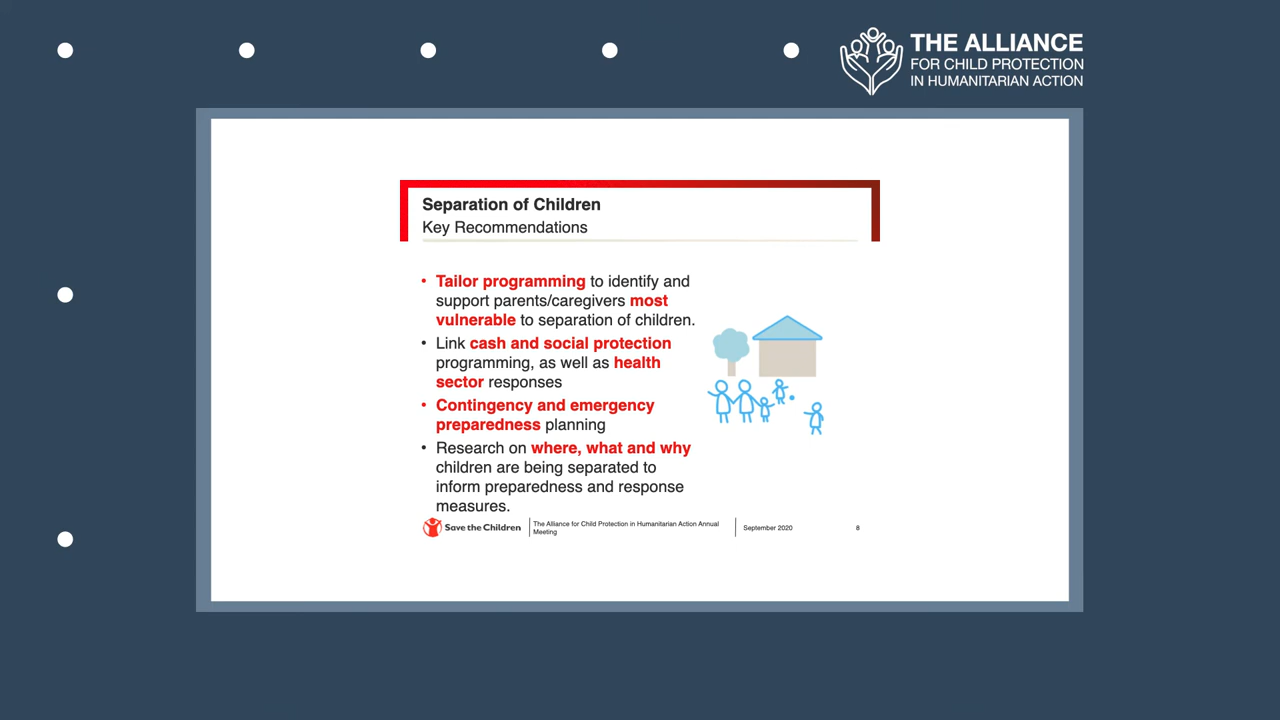 THE ALLIANCE
FOR CHILD PROTECTION
IN HUMANITARIAN ACTION
Separation of Children
Key Recommendations
• Tailor programming to identify and
support parents/caregivers most
vulnerable to separation of children.
• Link cash and social protection
programming, as well as health
sector responses
• Contingency and emergency
preparedness planning
• Research on where, what and why
children are being separated to
inform preparedness and response
measures.
Save the Children
The Alliance for Child Protection in Humanitarian Action Annual
Meeting
September 2020
8